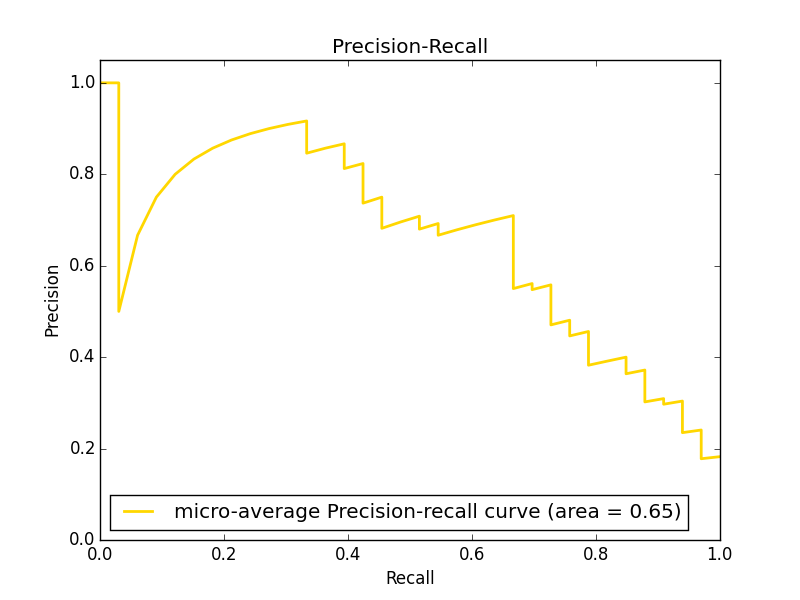 Precision-Recall
1.0
0.8
0.6
0.4
0.2
0.0
Precision
micro-average Precision-recall curve (area = 0.65)
0.0 0.2 0.4 0.6 0.8 1.0
Recall